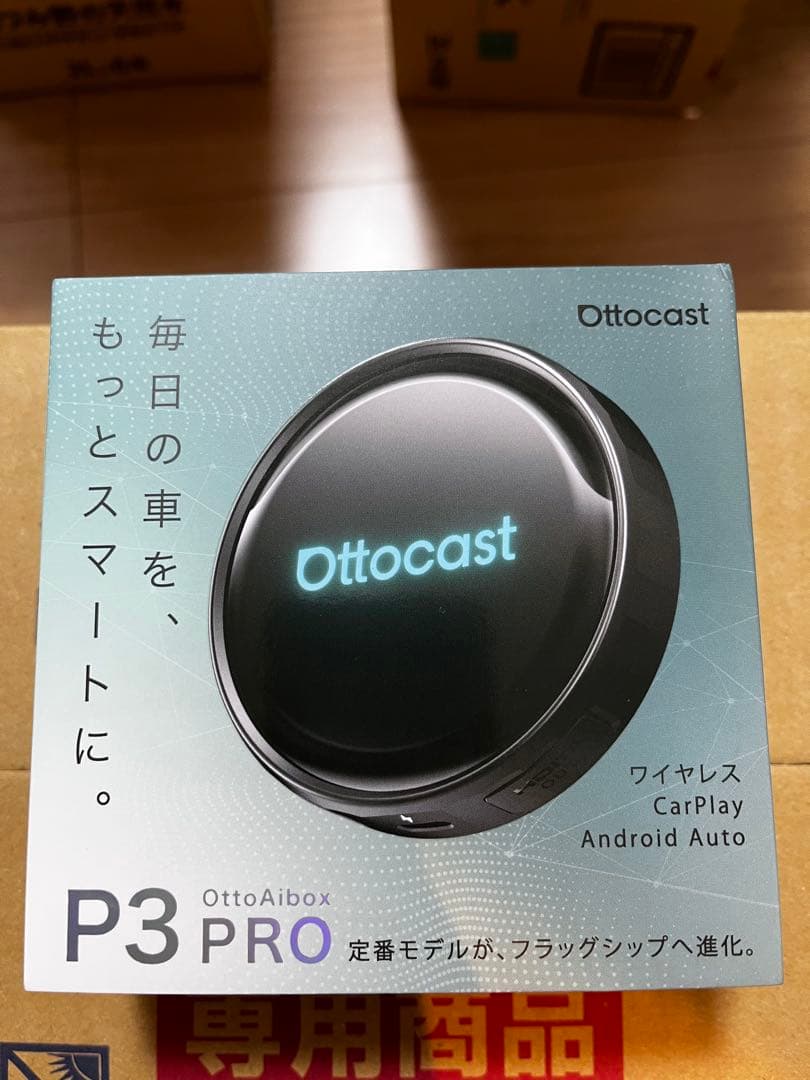 Ottocast
毎日の車を、
もっとスマートに。
Ottocast
ワイヤレス
CarPlay
Android Auto
P3
OttoAibox
PRO
定番モデルが、フラッグシップへ進化。
専用商品